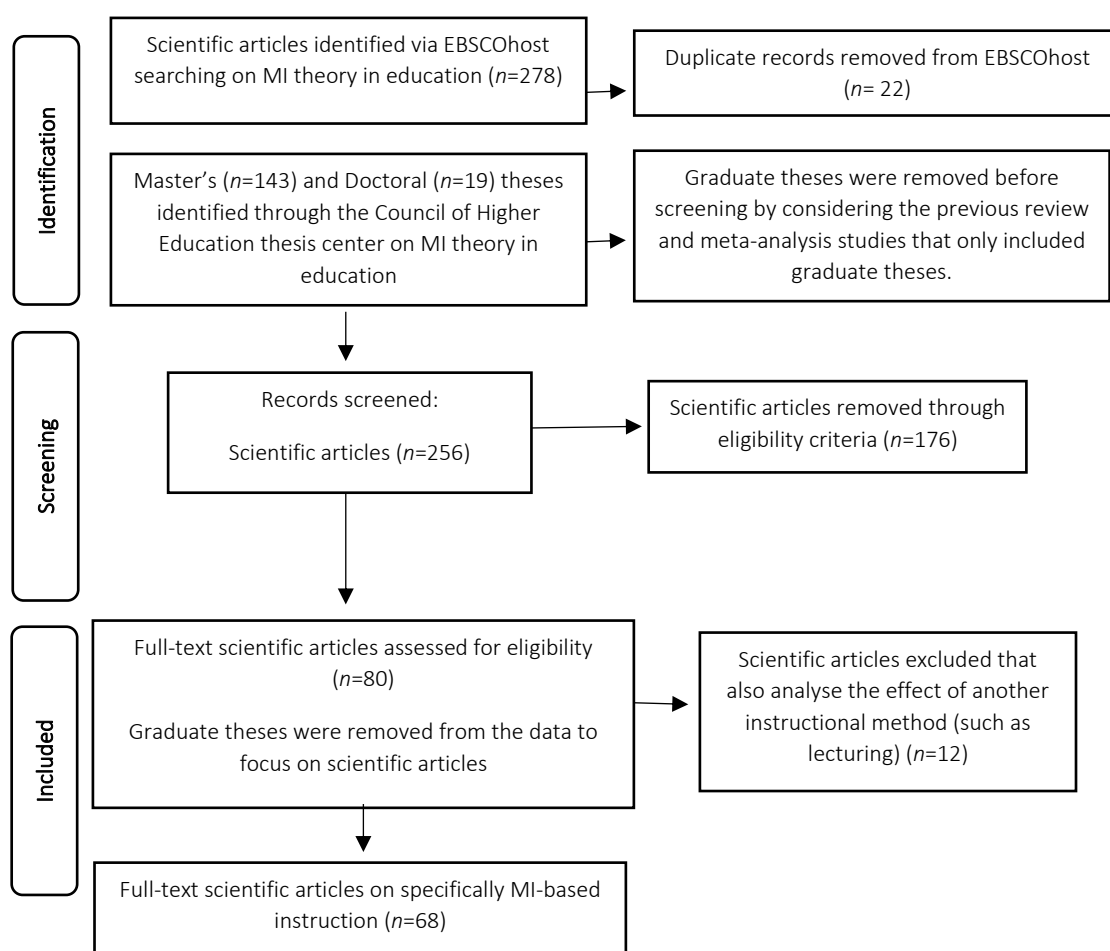 Identification
Scientific articles identified via EBSCOhost
searching on MI theory in education (n=278)
Duplicate records removed from EBSCOhost
(n= 22)
Master's (n=143) and Doctoral (n=19) theses
identified through the Council of Higher
Education thesis center on MI theory in
education
Graduate theses were removed before
screening by considering the previous review
and meta-analysis studies that only included
graduate theses.
Screening
Records screened:
Scientific articles (n=256)
Scientific articles removed through
eligibility criteria (n=176)
Included
Full-text scientific articles assessed for eligibility
(n=80)
Graduate theses were removed from the data to
focus on scientific articles
Scientific articles excluded that
also analyse the effect of another
instructional method (such as
lecturing) (n=12)
Full-text scientific articles on specifically MI-based
instruction (n=68)